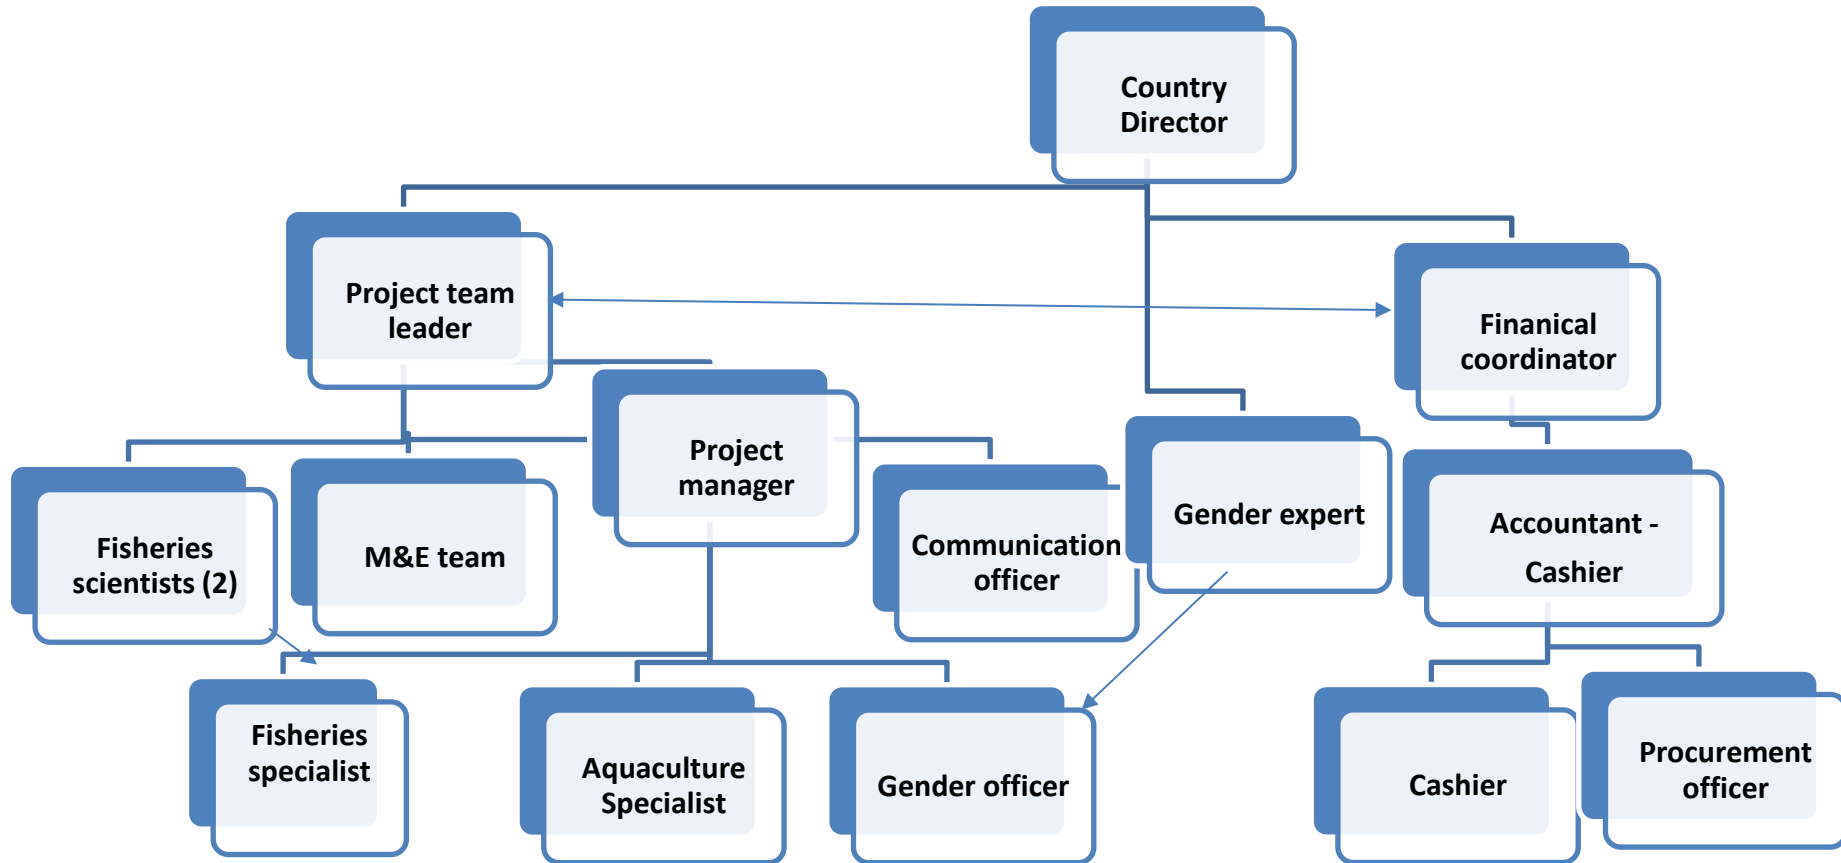 Country
Director
Project team
leader
Finanical
coordinator
Project
manager
Gender expert
Accountant -
Cashier
Fisheries
scientists (2)
M&E team
Communication
officer
Fisheries
specialist
Aquaculture
Specialist
Gender officer
Cashier
Procurement
officer